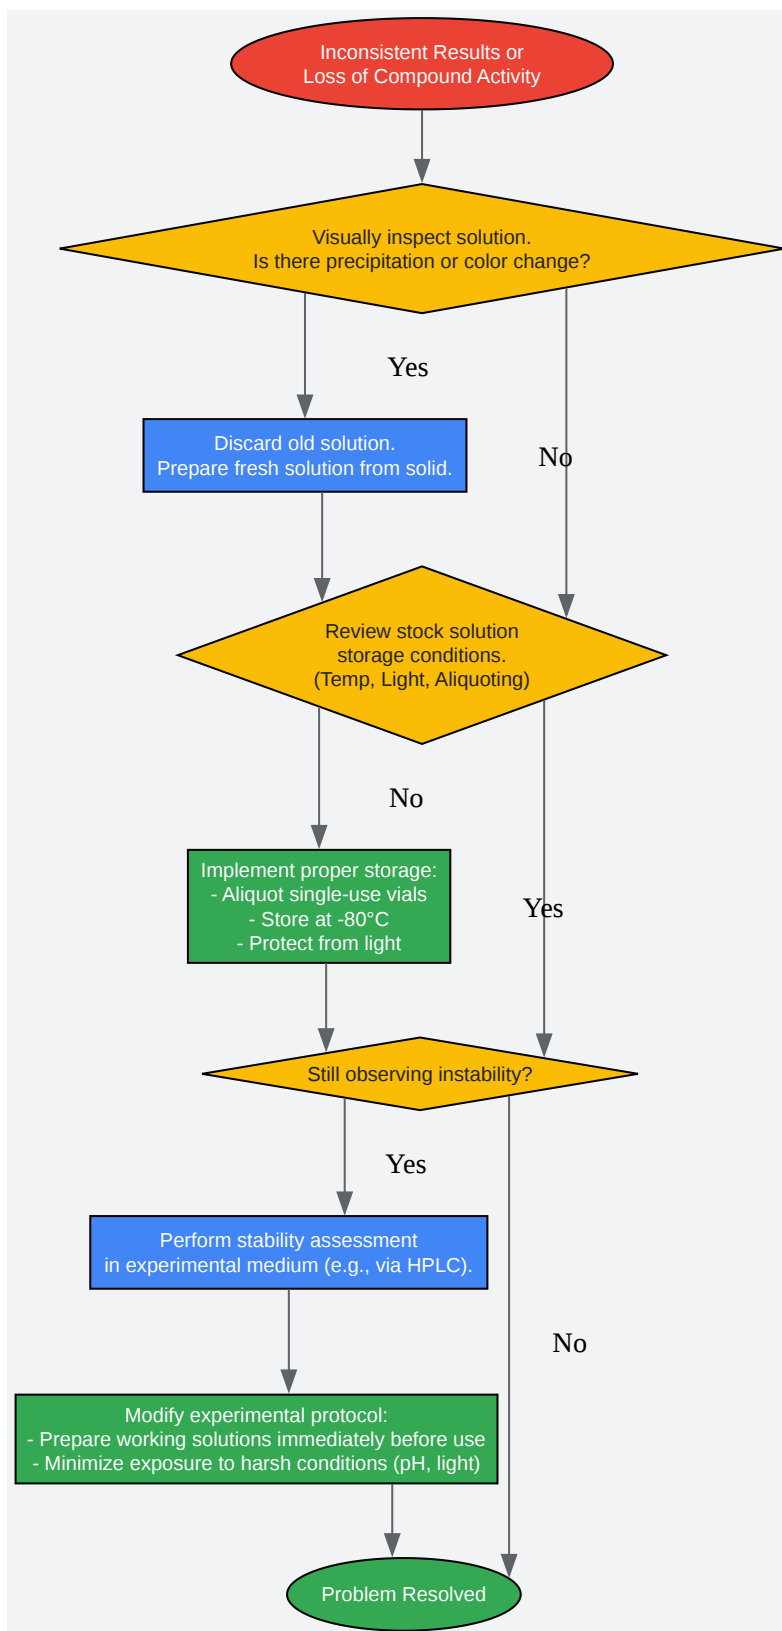 Inconsistent Results or
Loss of Compound Activity
Visually inspect solution.
Is there precipitation or color change?
Yes
Discard old solution.
Prepare fresh solution from solid.
No
Review stock solution
storage conditions.
(Temp, Light, Aliquoting)
No
Implement proper storage:
- Aliquot single-use vials
- Store at -80°C
- Protect from light
Yes
Still observing instability?
Yes
Perform stability assessment
in experimental medium (e.g., via HPLC).
No
Modify experimental protocol:
- Prepare working solutions immediately before use
- Minimize exposure to harsh conditions (pH, light)
Problem Resolved